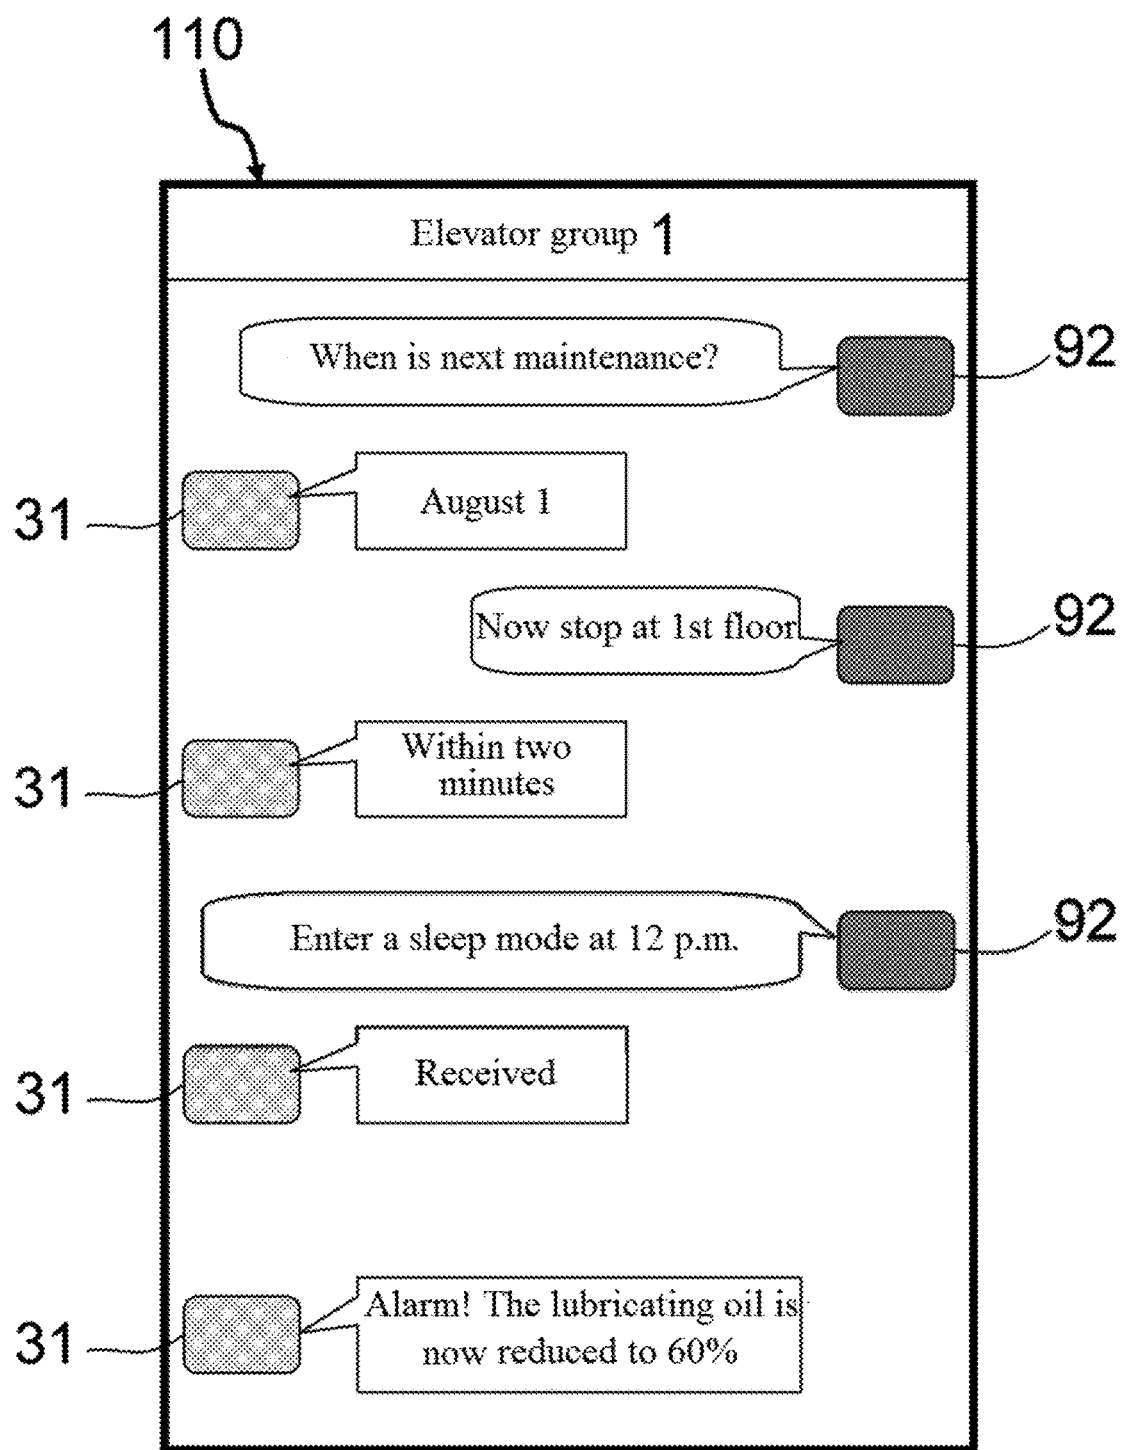 110
Elevator group 1
When is next maintenance?
92
31
August 1
Now stop at 1st floor
92
31
Within two
minutes
Enter a sleep mode at 12 p.m.
92
31
Received
31
Alarm! The lubricating oil is
now reduced to 60%